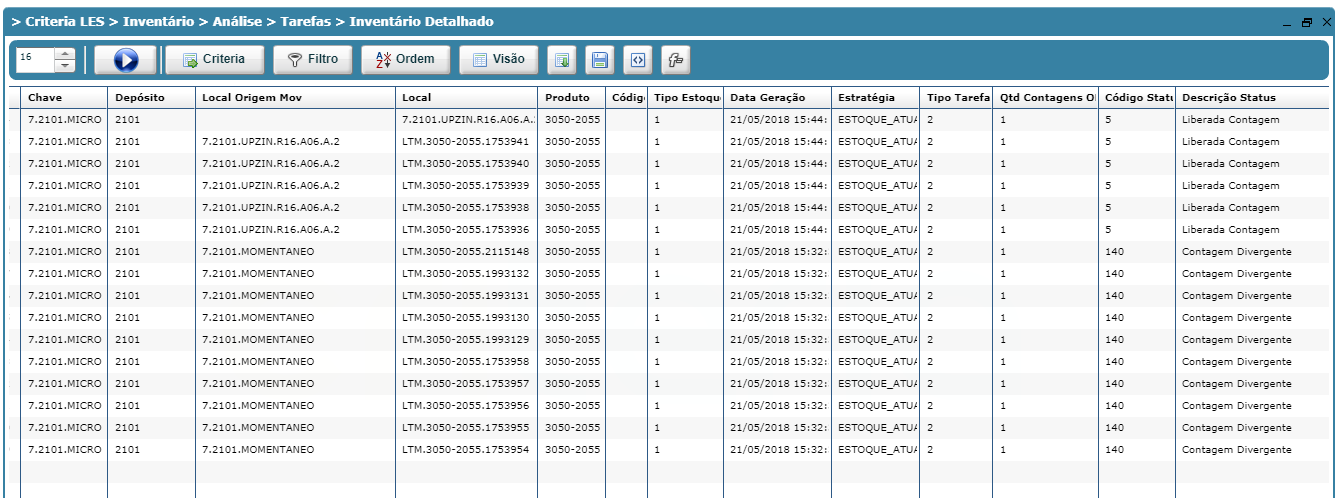 > Criteria LES > Inventário > Análise > Tarefas > Inventário Detalhado
16 Criteria Filtro Ordem Visão
Chave Depósito Local Origem Mov Local Produto Códig Tipo Estoqu Data Geração Estratégia Tipo Tarefa Qtd Contagens O Código Statu Descrição Status
7.2101.MICRO 2101 7.2101.UPZIN.R16.A06.A. 3050-2055 1 21/05/2018 15:44: ESTOQUE_ATUA 2 1 5 Liberada Contagem
7.2101.MICRO 2101 7.2101.UPZIN.R16.A06.A.2 LTM.3050-2055.1753941 3050-2055 1 21/05/2018 15:44: ESTOQUE_ATUA 2 1 5 Liberada Contagem
7.2101.MICRO 2101 7.2101.UPZIN.R16.A06.A.2 LTM.3050-2055.1753940 3050-2055 1 21/05/2018 15:44: ESTOQUE_ATUA 2 1 5 Liberada Contagem
7.2101.MICRO 2101 7.2101.UPZIN.R16.A06.A.2 LTM.3050-2055.1753939 3050-2055 1 21/05/2018 15:44: ESTOQUE_ATUA 2 1 5 Liberada Contagem
7.2101.MICRO 2101 7.2101.UPZIN.R16.A06.A.2 LTM.3050-2055.1753938 3050-2055 1 21/05/2018 15:44: ESTOQUE_ATUA 2 1 5 Liberada Contagem
7.2101.MICRO 2101 7.2101.UPZIN.R16.A06.A.2 LTM.3050-2055.1753936 3050-2055 1 21/05/2018 15:44: ESTOQUE_ATUA 2 1 5 Liberada Contagem
7.2101.MICRO 2101 7.2101.MOMENTANEO LTM.3050-2055.2115148 3050-2055 1 21/05/2018 15:32: ESTOQUE_ATUA 2 1 140 Contagem Divergente
7.2101.MICRO 2101 7.2101.MOMENTANEO LTM.3050-2055.1993132 3050-2055 1 21/05/2018 15:32: ESTOQUE_ATUA 2 1 140 Contagem Divergente
7.2101.MICRO 2101 7.2101.MOMENTANEO LTM.3050-2055.1993131 3050-2055 1 21/05/2018 15:32: ESTOQUE_ATUA 2 1 140 Contagem Divergente
7.2101.MICRO 2101 7.2101.MOMENTANEO LTM.3050-2055.1993130 3050-2055 1 21/05/2018 15:32: ESTOQUE_ATUA 2 1 140 Contagem Divergente
7.2101.MICRO 2101 7.2101.MOMENTANEO LTM.3050-2055.1993129 3050-2055 1 21/05/2018 15:32: ESTOQUE_ATUA 2 1 140 Contagem Divergente
7.2101.MICRO 2101 7.2101.MOMENTANEO LTM.3050-2055.1753958 3050-2055 1 21/05/2018 15:32: ESTOQUE_ATUA 2 1 140 Contagem Divergente
7.2101.MICRO 2101 7.2101.MOMENTANEO LTM.3050-2055.1753957 3050-2055 1 21/05/2018 15:32: ESTOQUE_ATUA 2 1 140 Contagem Divergente
7.2101.MICRO 2101 7.2101.MOMENTANEO LTM.3050-2055.1753956 3050-2055 1 21/05/2018 15:32: ESTOQUE_ATUA 2 1 140 Contagem Divergente
7.2101.MICRO 2101 7.2101.MOMENTANEO LTM.3050-2055.1753955 3050-2055 1 21/05/2018 15:32: ESTOQUE_ATUA 2 1 140 Contagem Divergente
7.2101.MICRO 2101 7.2101.MOMENTANEO LTM.3050-2055.1753954 3050-2055 1 21/05/2018 15:32: ESTOQUE_ATUA 2 1 140 Contagem Divergente